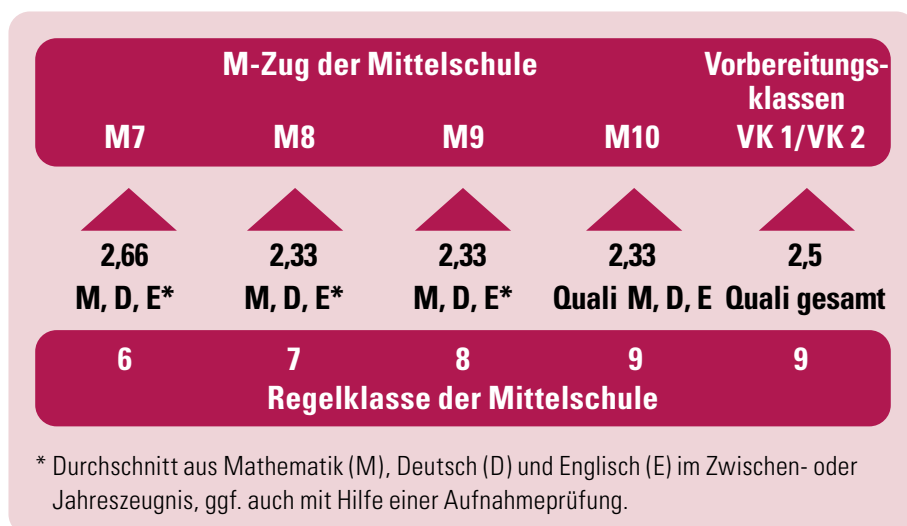 M-Zug der Mittelschule
Vorbereitungs-
klassen
M7 M8 M9 M10 VK 1/VK 2
2,66 2,33 2,33 2,33 2,5
M, D, E* M, D, E* M, D, E* Quali M, D, E Quali gesamt
6 7 8 9 9
Regelklasse der Mittelschule
* Durchschnitt aus Mathematik (M), Deutsch (D) und Englisch (E) im Zwischen- oder
Jahreszeugnis, ggf. auch mit Hilfe einer Aufnahmeprüfung.